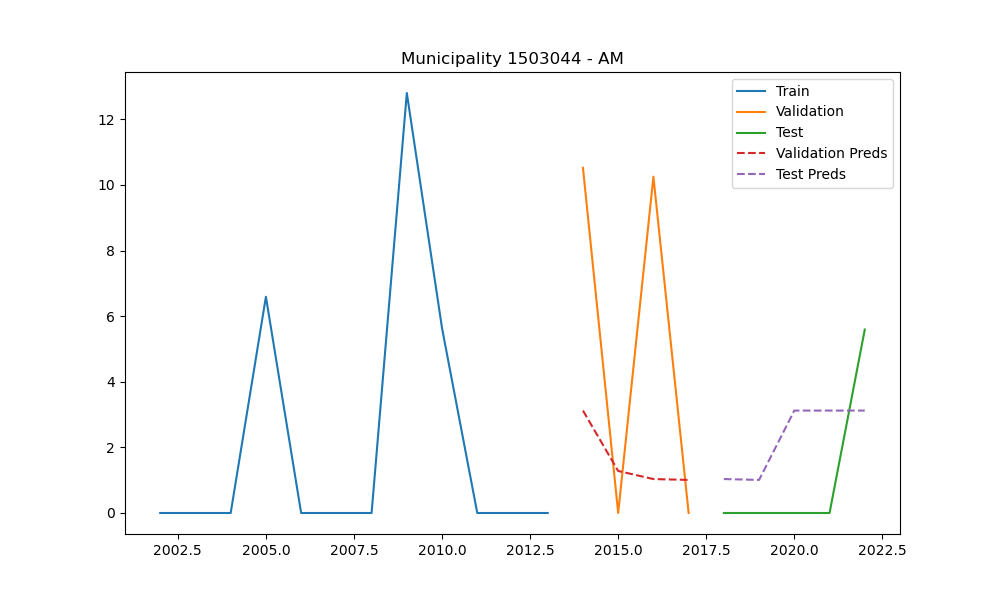 Municipality 1503044 - AM
Train
Validation
Test
Validation Preds
Test Preds
12
10
8
6
4
2
0
2002.5 2005.0 2007.5 2010.0 2012.5 2015.0 2017.5 2020.0 2022.5